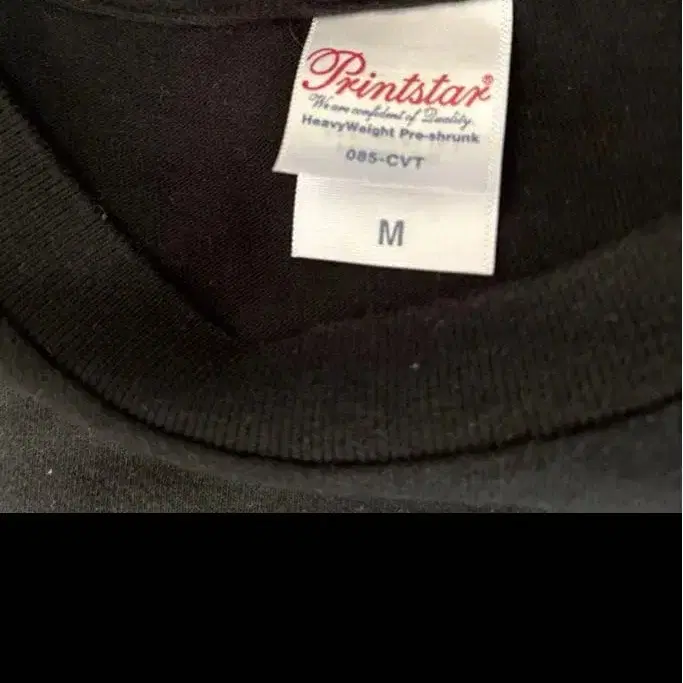 Printstar®
We are confident of Quality.
HeavyWeight Pre-shrunk
085-CVT
M